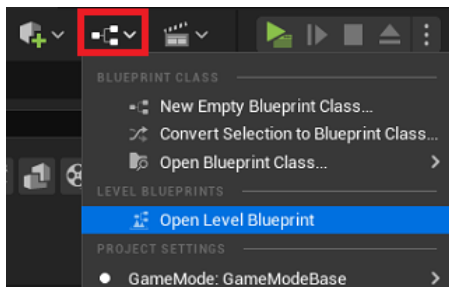 BLUEPRINT CLASS
New Empty Blueprint Class...
Convert Selection to Blueprint Class...
Open Blueprint Class...
LEVEL BLUEPRINTS
Open Level Blueprint
PROJECT SETTINGS
GameMode: GameModeBase